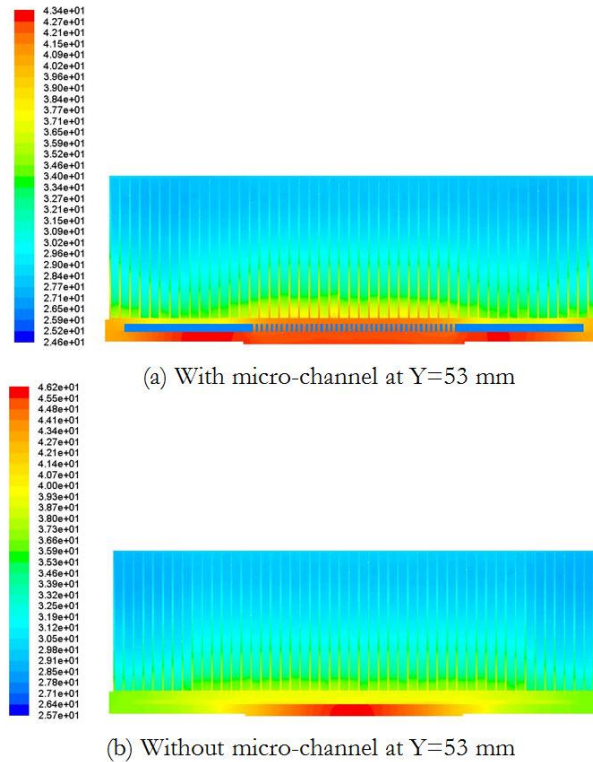 4.34e+01
4.27e+01
4.21e+01
4.15e+01
4.09e+01
4.02e+01
3.96e+01
3.90e+01
3.84e+01
3.77e+01
3.71e+01
3.65e+01
3.59e+01
3.52e+01
3.46e+01
3.40e+01
3.34e+01
3.27e+01
3.21e+01
3.15e+01
3.09e+01
3.02e+01
2.96e+01
2.90e+01
2.84e+01
2.77e+01
2.71e+01
2.65e+01
2.59e+01
2.52e+01
2.46e+01
(a) With micro-channel at Y=53 mm
4.62e+01
4.55e+01
4.48e+01
4.41e+01
4.34e+01
4.27e+01
4.21e+01
4.14e+01
4.07e+01
4.00e+01
3.93e+01
3.87e+01
3.80e+01
3.73e+01
3.66e+01
3.59e+01
3.53e+01
3.46e+01
3.39e+01
3.32e+01
3.25e+01
3.19e+01
3.12e+01
3.05e+01
2.98e+01
2.91e+01
2.84e+01
2.78e+01
2.71e+01
2.64e+01
2.57e+01
(b) Without micro-channel at Y=53 mm